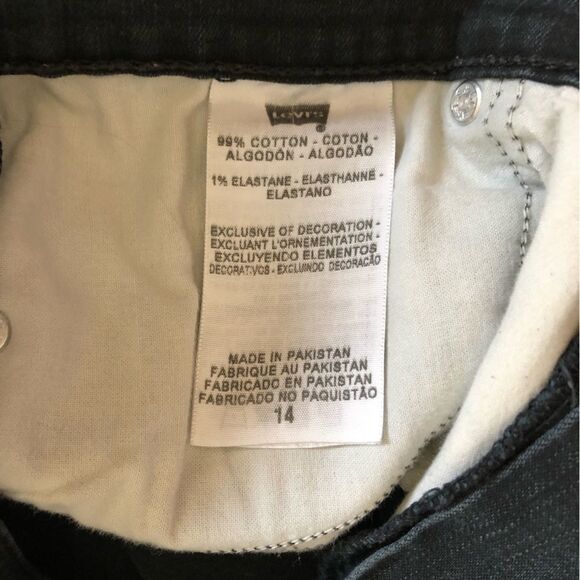 Levi's
®
99% COTTON - COTON -
ALGODÓN - ALGODÃO
1% ELASTANE - ELASTHANNE -
ELASTANO
EXCLUSIVE OF DECORATION -
EXCLUANT L'ORNEMENTATION -
EXCLUYENDO ELEMENTOS
DECORATIVOS - EXCLUINDO DECORAÇÃO
MADE IN PAKISTAN
FABRIQUE AU PAKISTAN
FABRICADO EN PAKISTAN
FABRICADO NO PAQUISTÃO
14